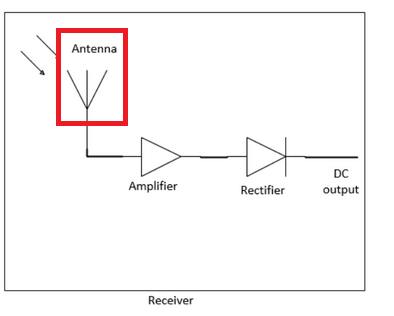 Antenna
Amplifier
Rectifier
DC
output
Receiver